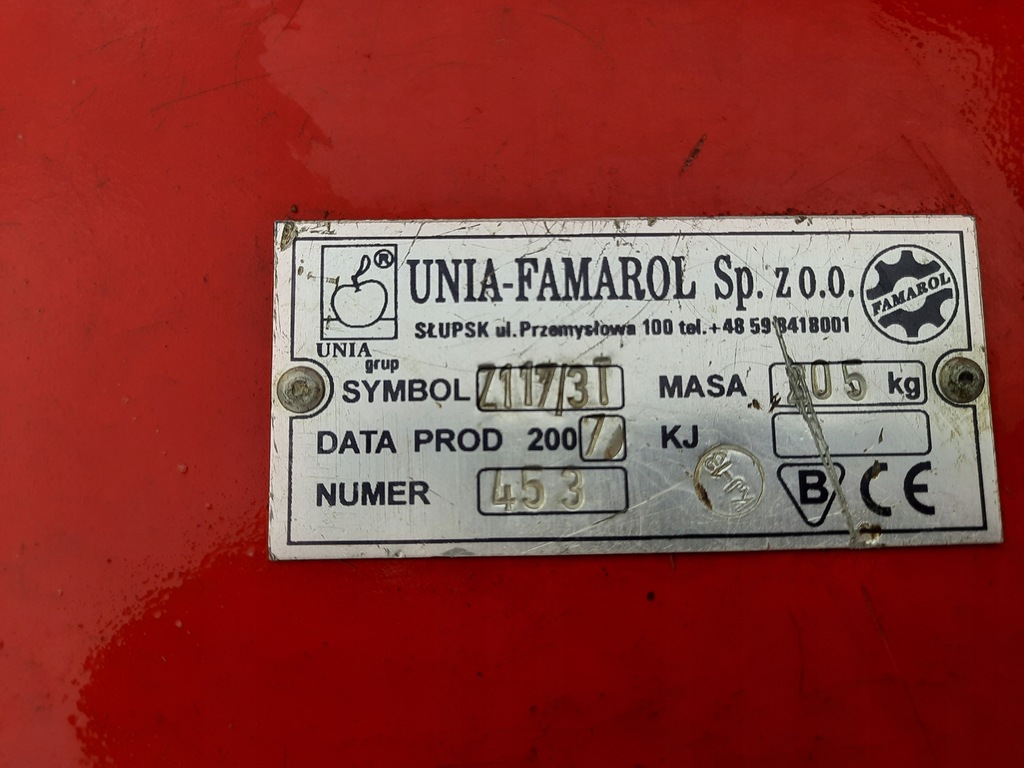 ® UNIA-FAMAROL Sp. z o.o. FAMAROL
SŁUPSK ul. Przemysłowa 100 tel. +48 59 8418001
UNIA
grup
SYMBOL Z117/3T MASA 05 kg
DATA PROD 2007 KJ
NUMER 453 B CE